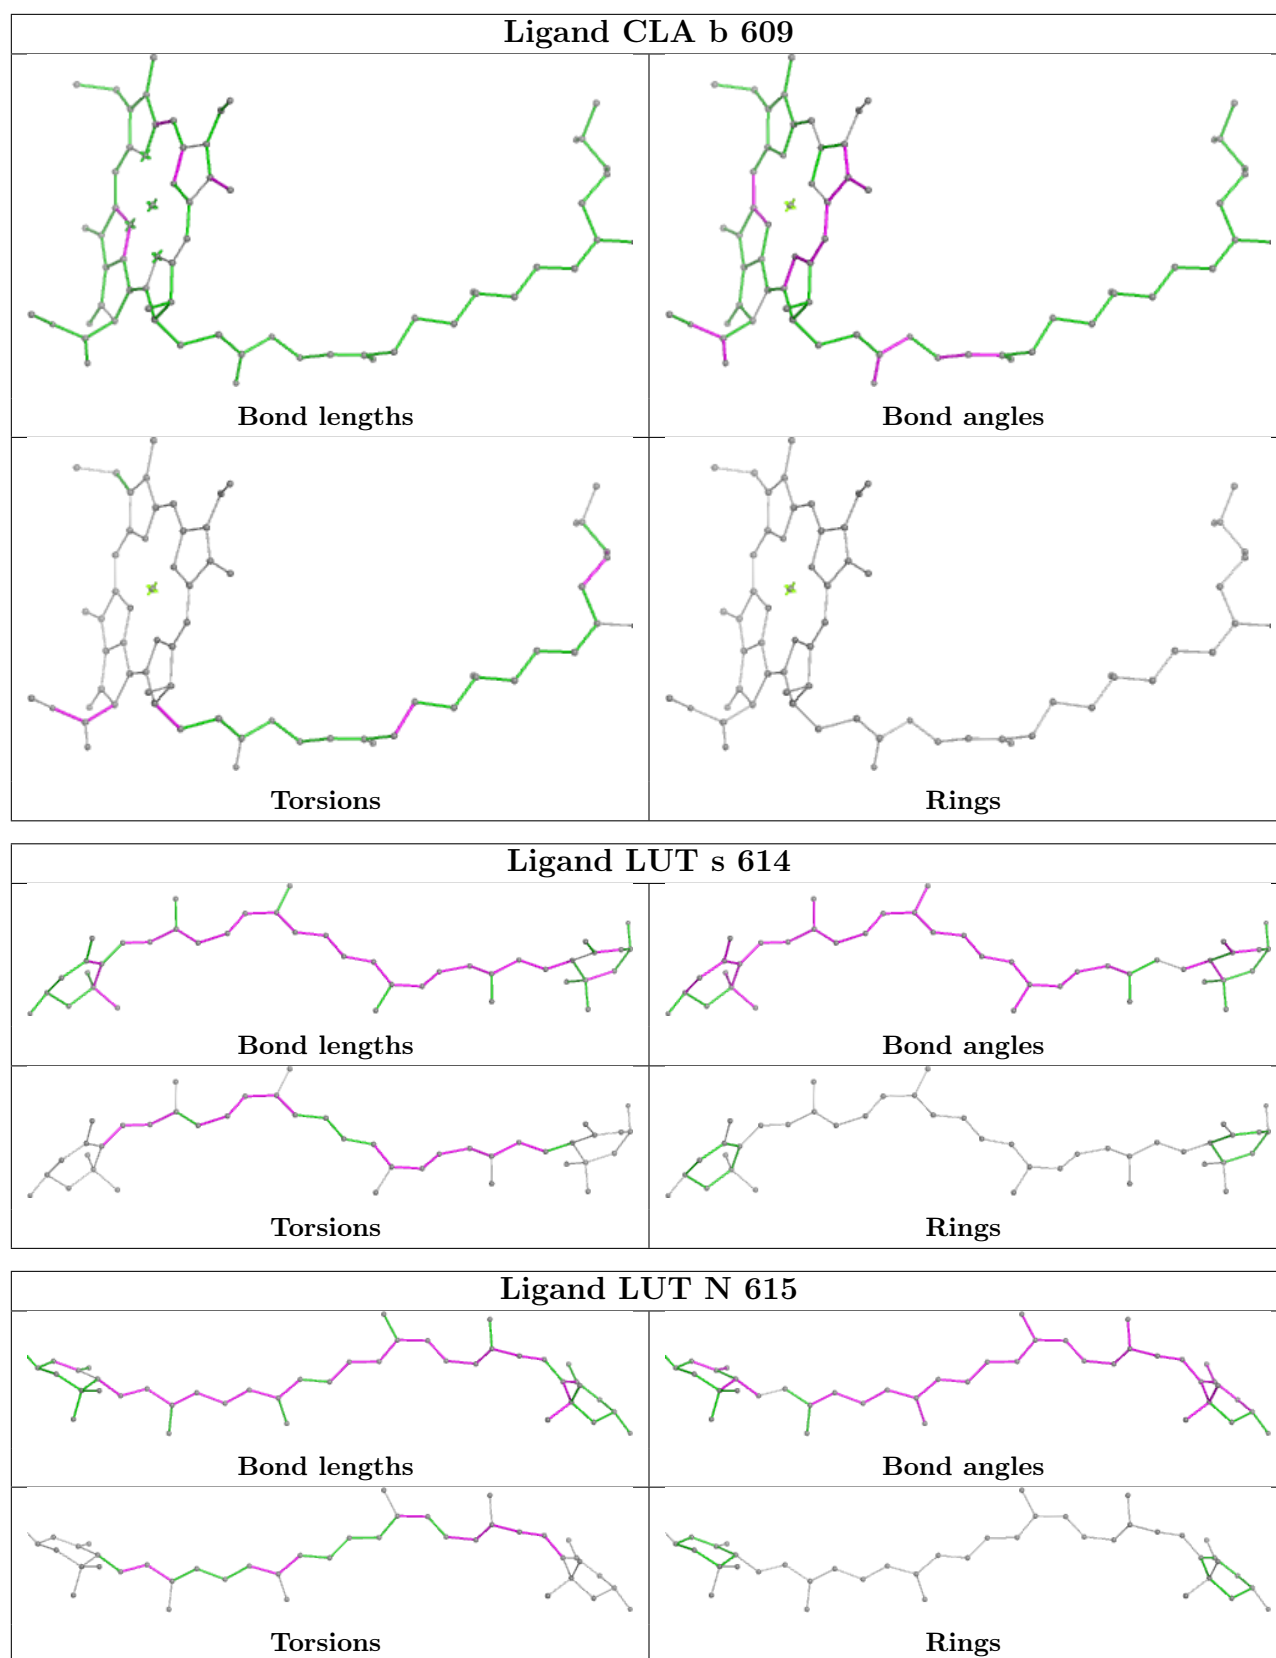 Ligand CLA b 609
Bond lengths
Bond angles
Torsions
Rings
Ligand LUT s 614
Bond lengths
Bond angles
Torsions
Rings
Ligand LUT N 615
Bond lengths
Bond angles
Torsions
Rings